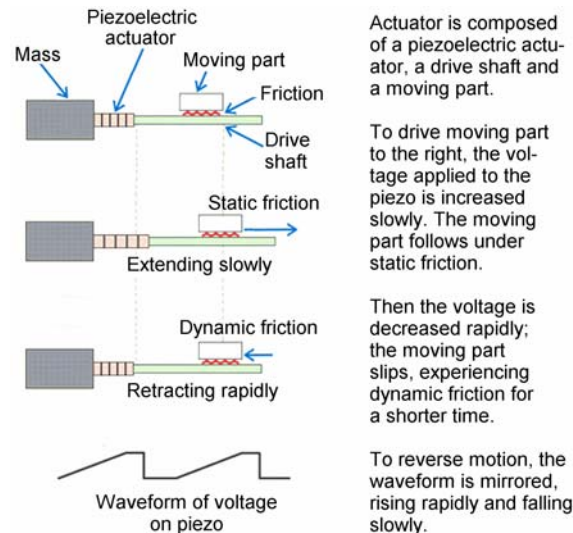 Piezoelectric
actuator
Mass
Moving part
Friction
Drive
shaft
Static friction
Extending slowly
Dynamic friction
Retracting rapidly
Waveform of voltage
on piezo
Actuator is composed
of a piezoelectric actu-
ator, a drive shaft and
a moving part.
To drive moving part
to the right, the vol-
tage applied to the
piezo is increased
slowly. The moving
part follows under
static friction.
Then the voltage is
decreased rapidly;
the moving part
slips, experiencing
dynamic friction for
a shorter time.
To reverse motion, the
waveform is mirrored,
rising rapidly and falling
slowly.